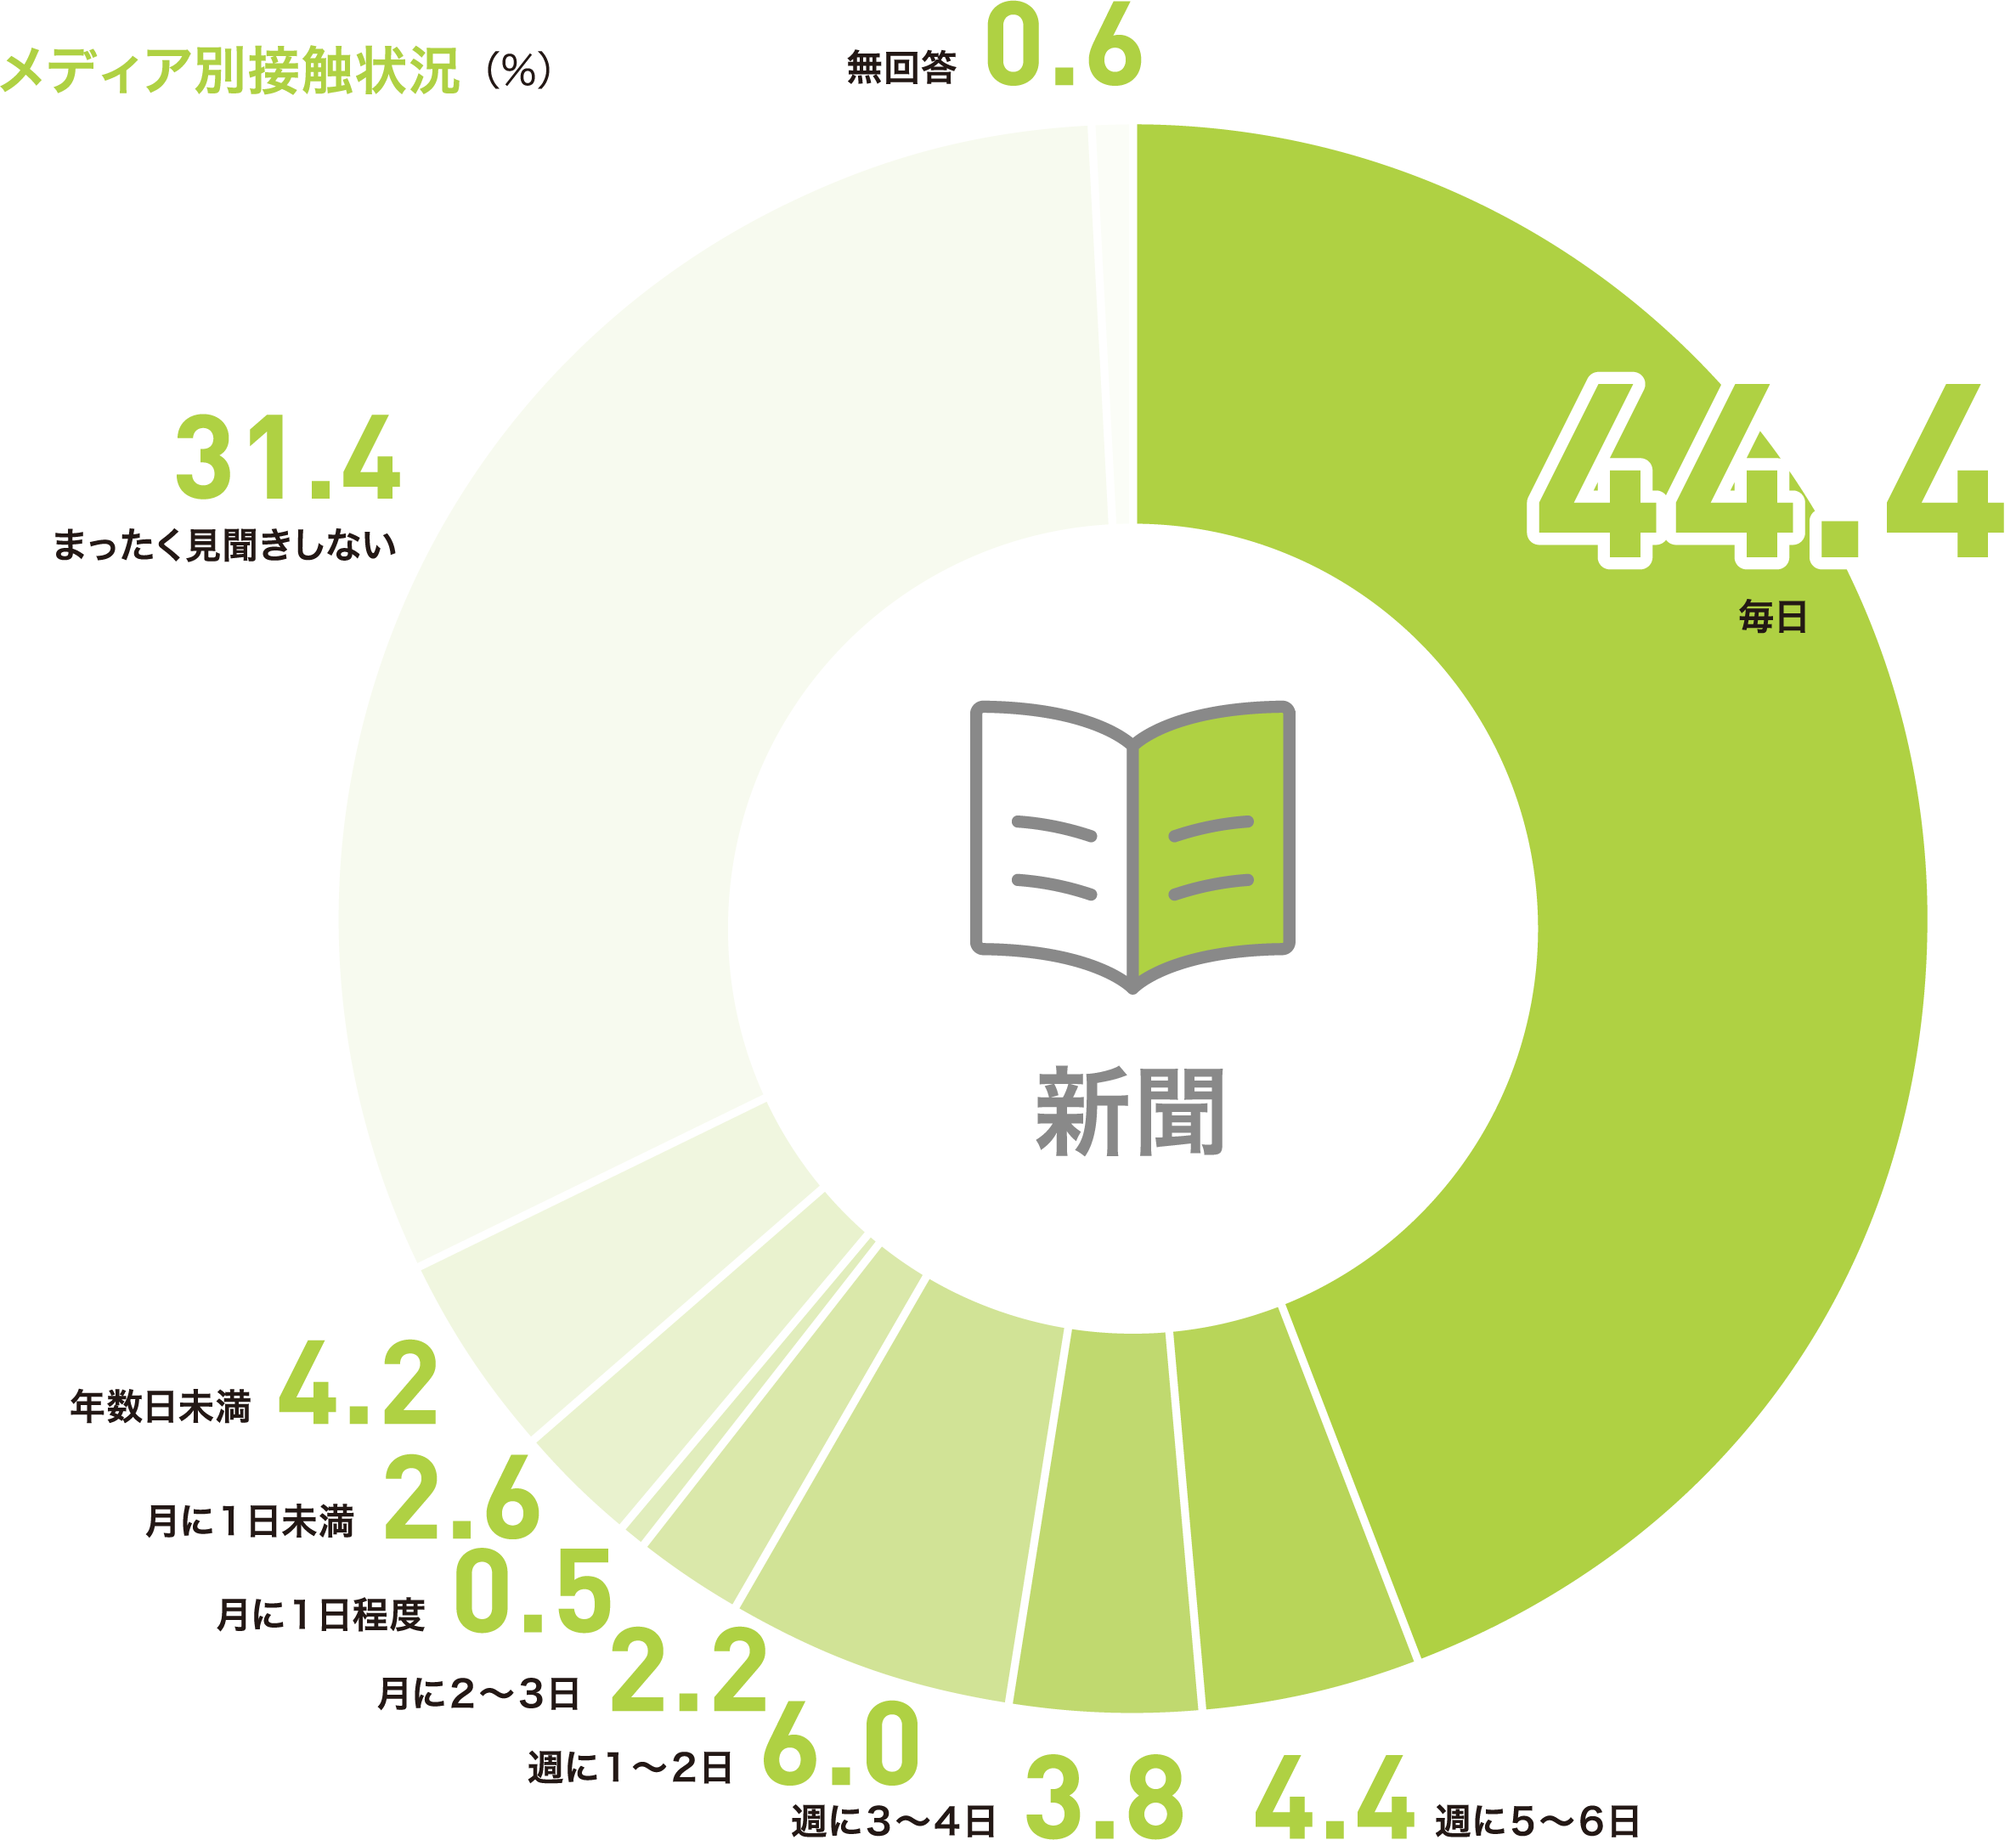 メディア別接触状況（%）
無回答 0.6
44.4
毎日
31.4
まったく見聞きしない
新聞
年数日未満 4.2
月に1日未満 2.6
月に1日程度 0.5
月に2〜3日 2.2
週に1〜2日 6.0
週に3〜4日 3.8
4.4 週に5〜6日